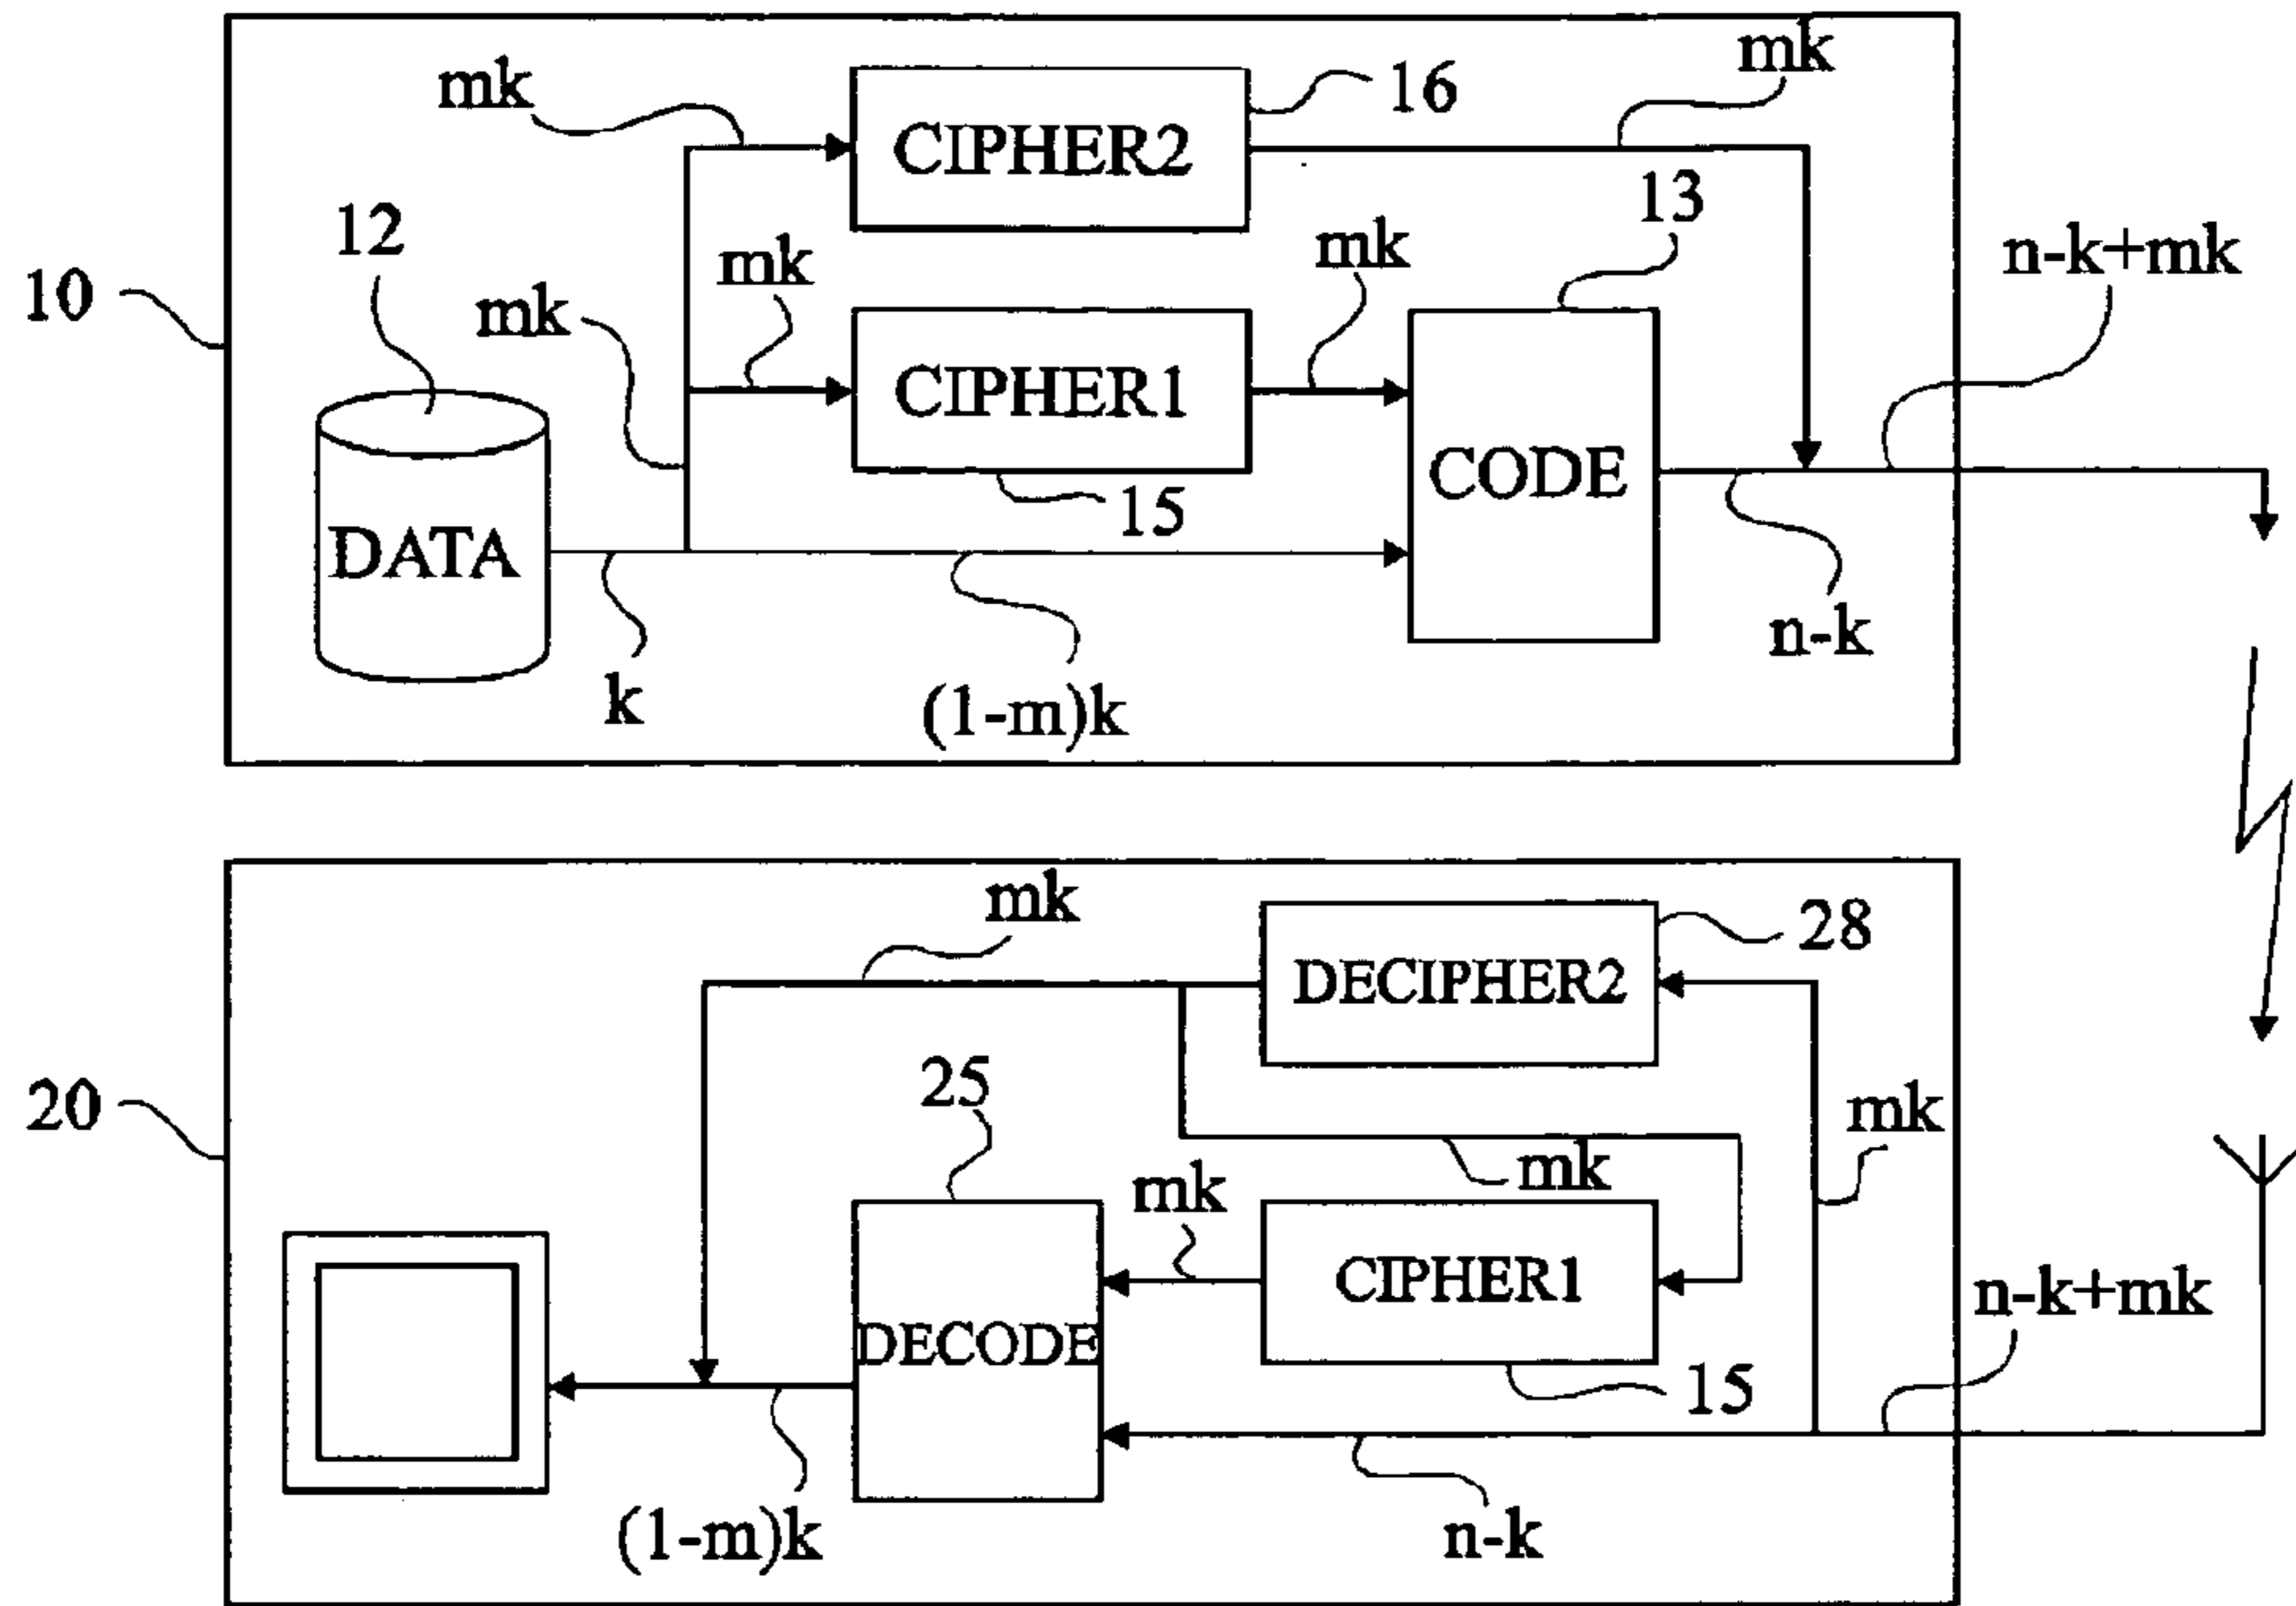 mk
mk
16
CIPHER2
13
12
mk
mk
n-k+mk
10
mk
CIPHER1
CODE
15
DATA
n-k
k
(1-m)k
mk
28
DECIPHER2
25
20
mk
mk
mk
CIPHER1
n-k+mk
DECODE
15
(1-m)k
n-k